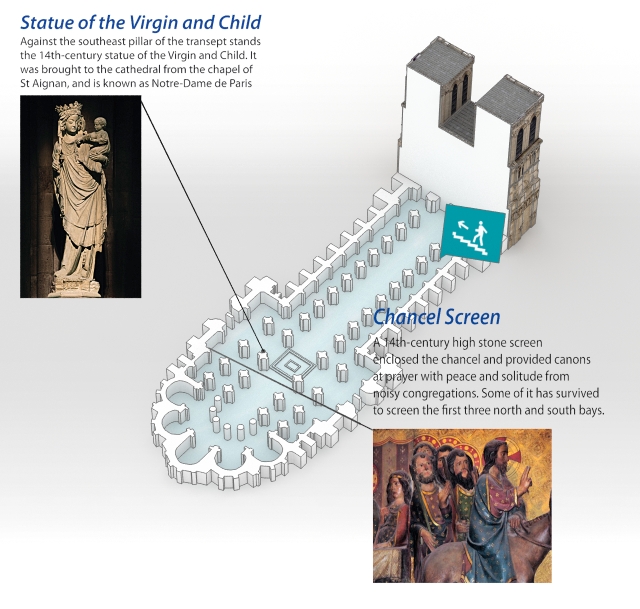 Statue of the Virgin and Child
Against the southeast pillar of the transept stands
the 14th-century statue of the Virgin and Child. It
was brought to the cathedral from the chapel of
St Aignan, and is known as Notre-Dame de Paris
Chancel Screen
A 14th-century high stone screen
enclosed the chancel and provided canons
at prayer with peace and solitude from
noisy congregations. Some of it has survived
to screen the first three north and south bays.